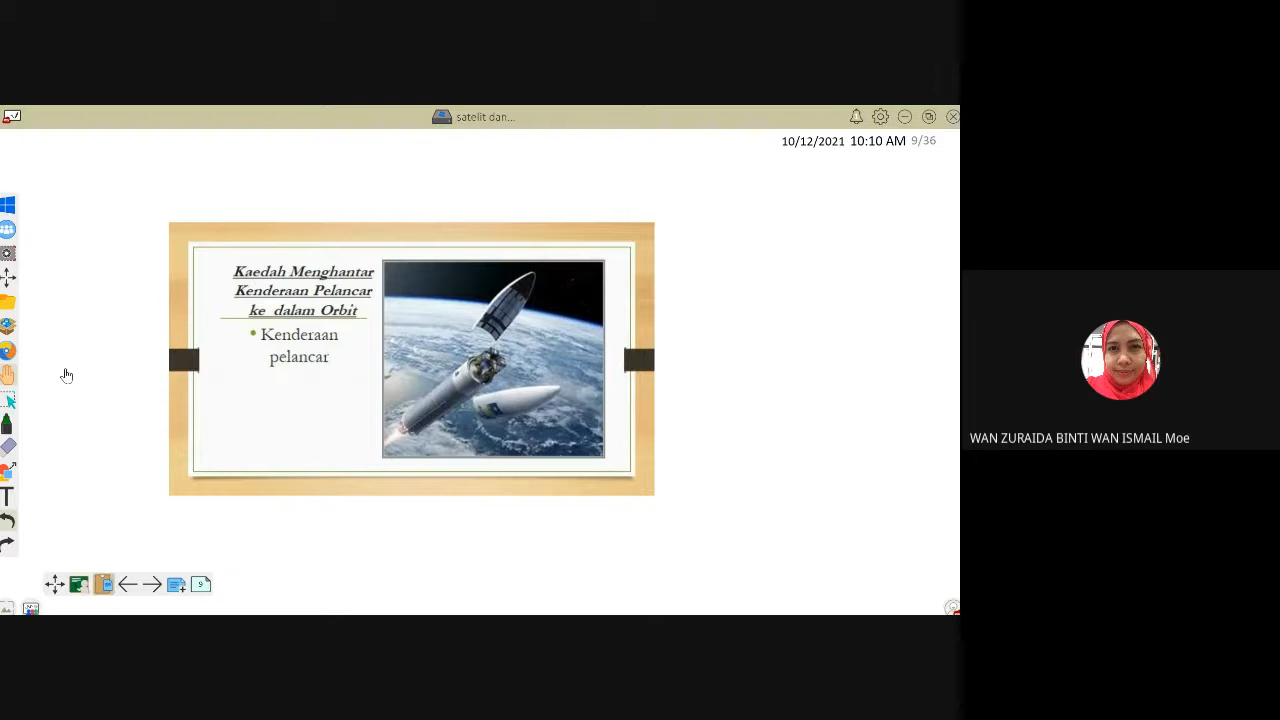 satelit dan...
10/12/2021 10:10 AM 9/36
Kaedah Menghantar
Kenderaan Pelancar
ke dalam Orbit
• Kenderaan
pelancar
WAN ZURAIDA BINTI WAN ISMAIL Moe
T
9